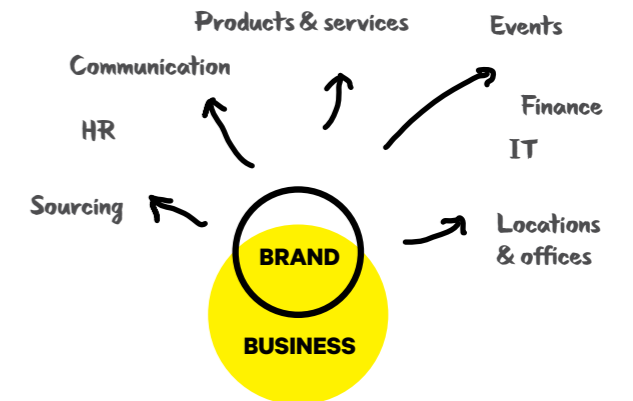 Products & services
Events
Communication
Finance
HR
IT
Sourcing
Locations
& offices
BRAND
BUSINESS